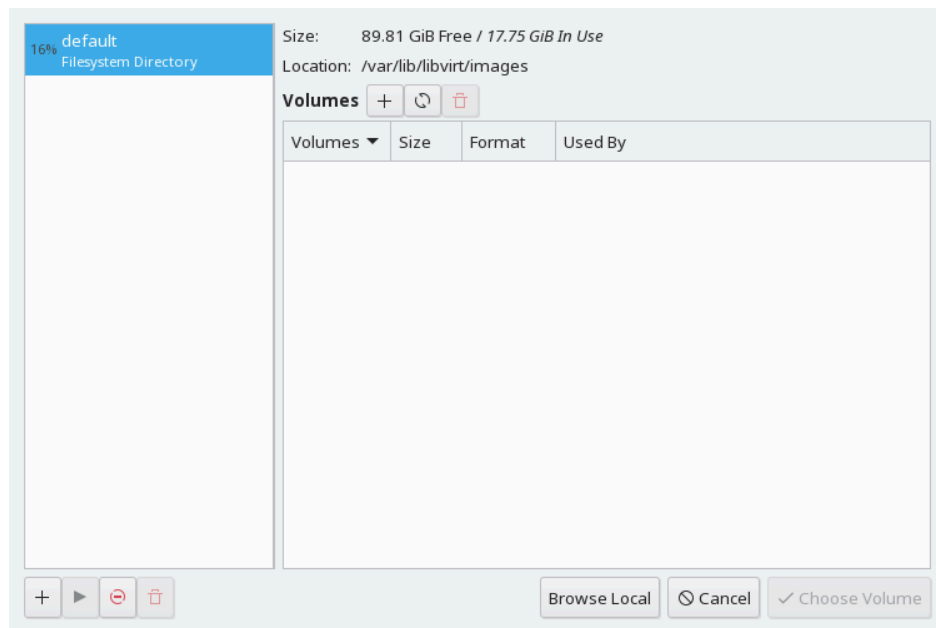 16% default
Filesystem Directory
Size: 89.81 GiB Free / 17.75 GiB In Use
Location: /var/lib/libvirt/images
Volumes
Volumes Size Format Used By
Browse Local Cancel Choose Volume